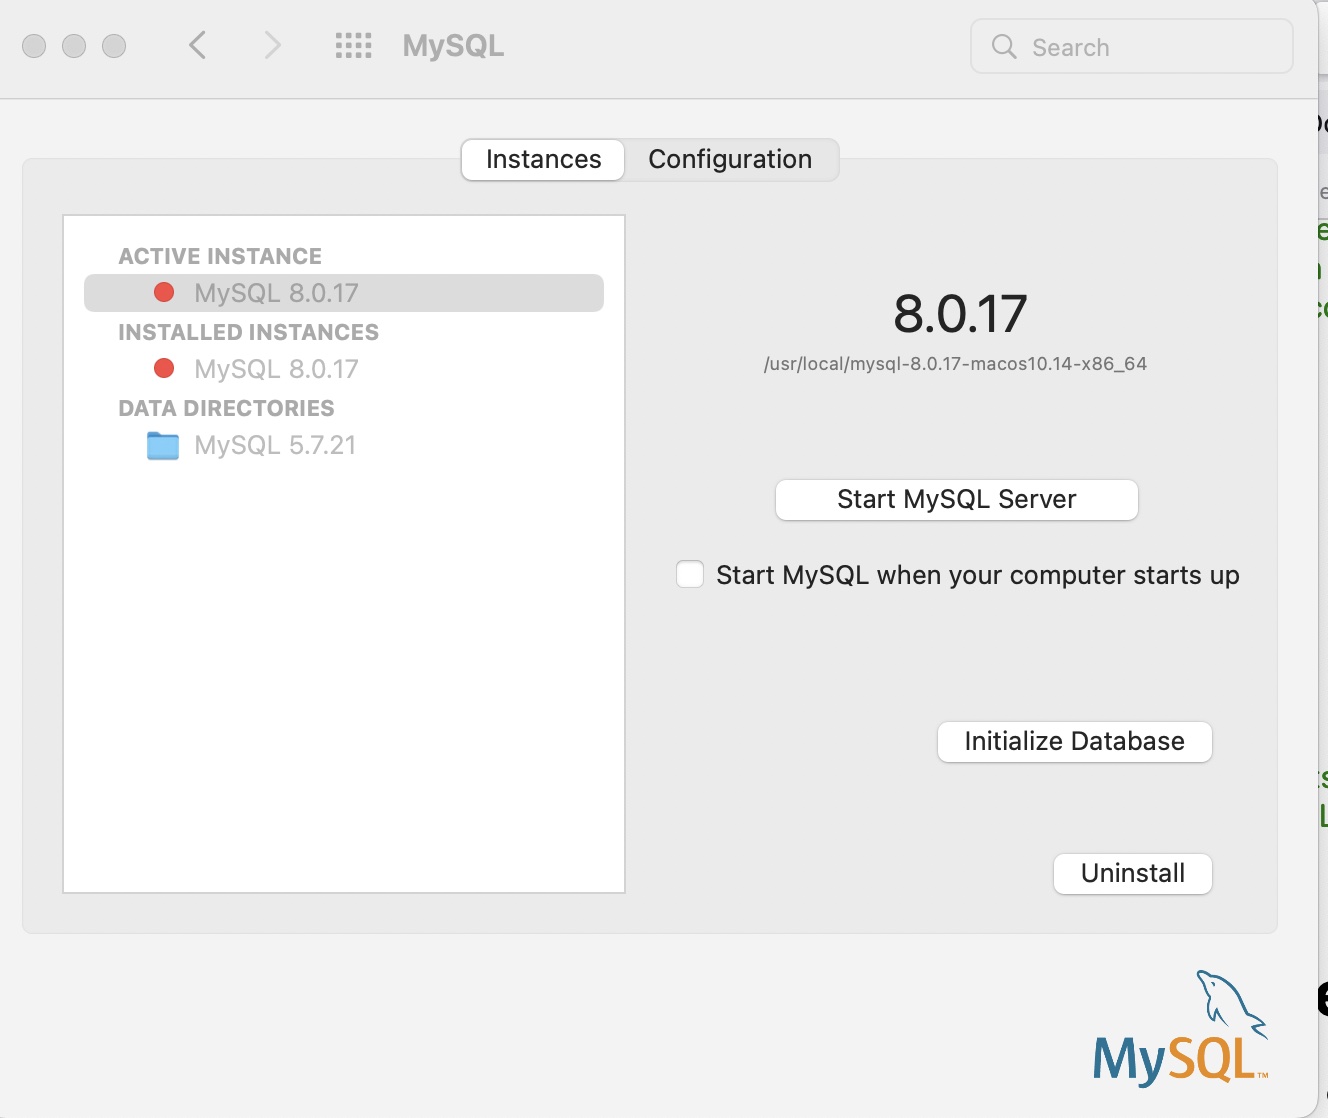 MySQL
Search
Instances
Configuration
ACTIVE INSTANCE
MySQL 8.0.17
INSTALLED INSTANCES
MySQL 8.0.17
DATA DIRECTORIES
MySQL 5.7.21
8.0.17
/usr/local/mysql-8.0.17-macos10.14-x86_64
Start MySQL Server
Start MySQL when your computer starts up
Initialize Database
Uninstall
MySQL™